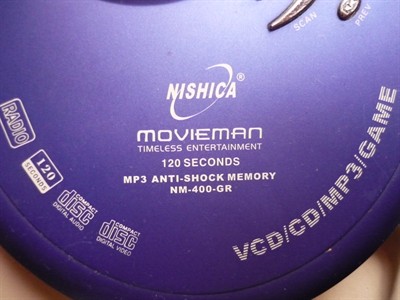 SCAN
PREV
NISHICA®
MOVIEMAN
TIMELESS ENTERTAINMENT
120 SECONDS
MP3 ANTI-SHOCK MEMORY
NM-400-GR
RADIO
120
SECONDS
COMPACT
disc
DIGITAL AUDIO
COMPACT
disc
DIGITAL VIDEO
VCD/CD/MP3/GAME